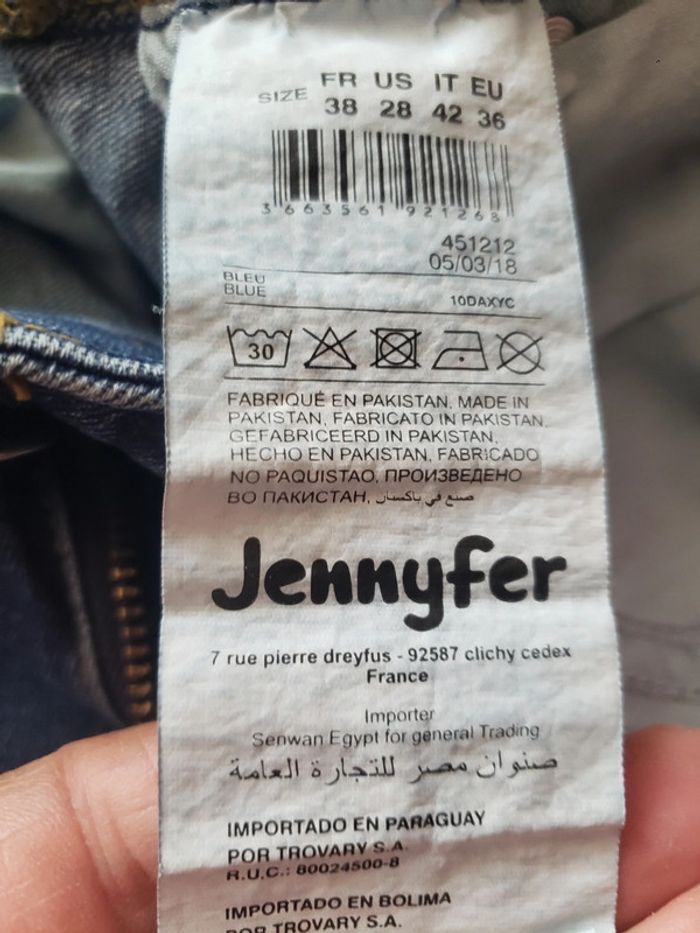 SIZE FR US IT EU
38 28 42 36
3 663561 921268
451212
05/03/18
BLEU
BLUE
10DAXYC
30
FABRIQUÉ EN PAKISTAN, MADE IN
PAKISTAN, FABRICATO IN PAKISTAN,
GEFABRICEERD IN PAKISTAN,
HECHO EN PAKISTAN, FABRICADO
NO PAQUISTAO, ПРОИЗВЕДЕНО
ВО ПАКИСТАН, صنع في باكستان
Jennyfer
7 rue pierre dreyfus - 92587 clichy cedex
France
Importer
Senwan Egypt for general Trading
صنوان مصر للتجارة العامة
IMPORTADO EN PARAGUAY
POR TROVARY S.A.
R.U.C.: 80024500-8
IMPORTADO EN BOLIMA
POR TROVARY S.A.